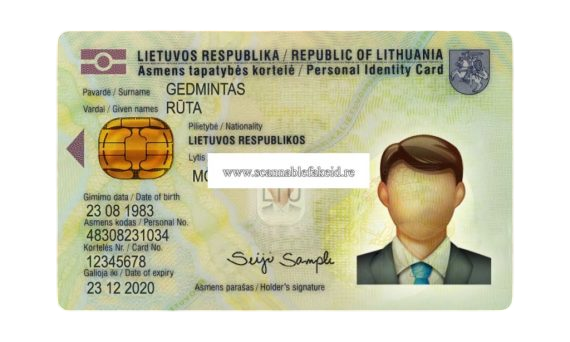 LIETUVOS RESPUBLIKA / REPUBLIC OF LITHUANIA
Asmens tapatybės kortelė / Personal Identity Card
Pavardė / Surname GEDMINTAS
Vardai / Given names RŪTA
Pilietybė / Nationality
LIETUVOS RESPUBLIKOS
Lytis
www.scannablefakeid.re
Gimimo data / Date of birth
23 08 1983
Asmens kodas / Personal No.
48308231034
Kortelės Nr. / Card No.
12345678
Galioja iki / Date of expiry
23 12 2020
Seiji Sample
Asmens parašas / Holder's signature